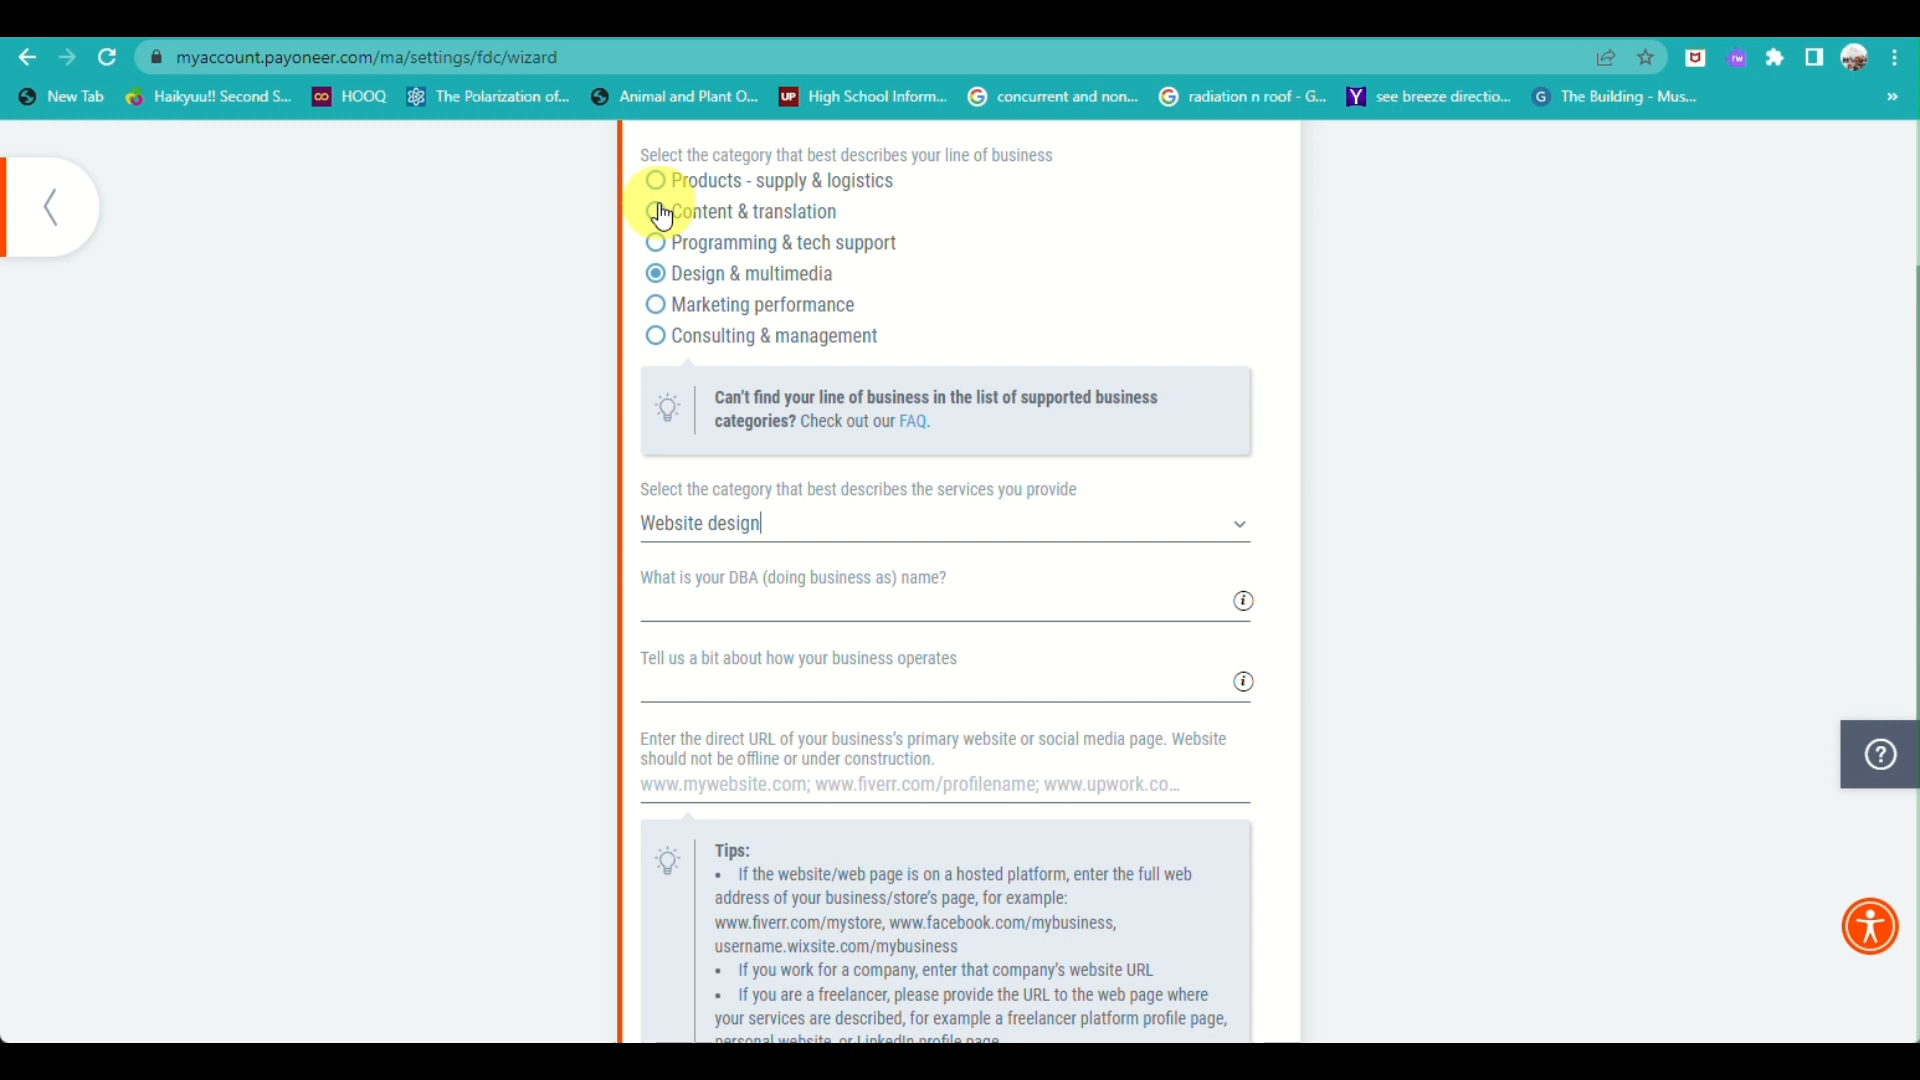 myaccount.payoneer.com/ma/settings/fdc/wizard
rw
New Tab
Haikyuu!! Second S...
HOOQ
The Polarization of...
Animal and Plant O...
UP
High School Inform...
concurrent and non...
radiation n roof - G...
Y
see breeze directio...
G
The Building - Mus...
»
Select the category that best describes your line of business
Products - supply & logistics
Content & translation
Programming & tech support
Design & multimedia
Marketing performance
Consulting & management
Can't find your line of business in the list of supported business
categories? Check out our FAQ.
Select the category that best describes the services you provide
Website design
What is your DBA (doing business as) name?
i
Tell us a bit about how your business operates
i
Enter the direct URL of your business's primary website or social media page. Website
should not be offline or under construction.
www.mywebsite.com; www.fiverr.com/profilename; www.upwork.co...
?
Tips:
• If the website/web page is on a hosted platform, enter the full web
address of your business/store's page, for example:
www.fiverr.com/mystore, www.facebook.com/mybusiness,
username.wixsite.com/mybusiness
• If you work for a company, enter that company's website URL
• If you are a freelancer, please provide the URL to the web page where
your services are described, for example a freelancer platform profile page,
personal website, or LinkedIn profile page